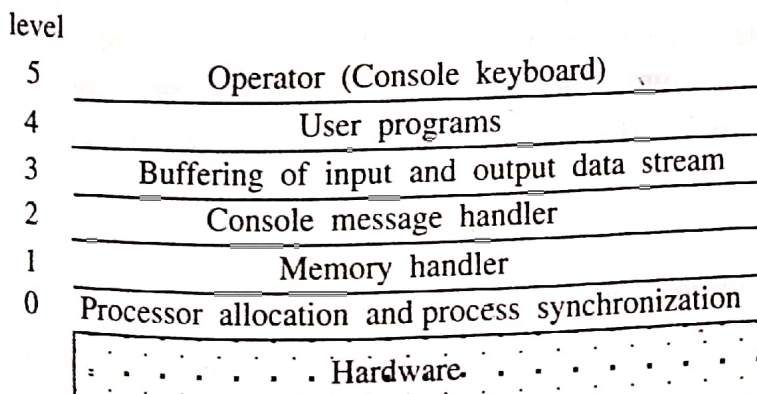 level
5 Operator (Console keyboard)
4 User programs
3 Buffering of input and output data stream
2 Console message handler
1 Memory handler
0 Processor allocation and process synchronization
Hardware